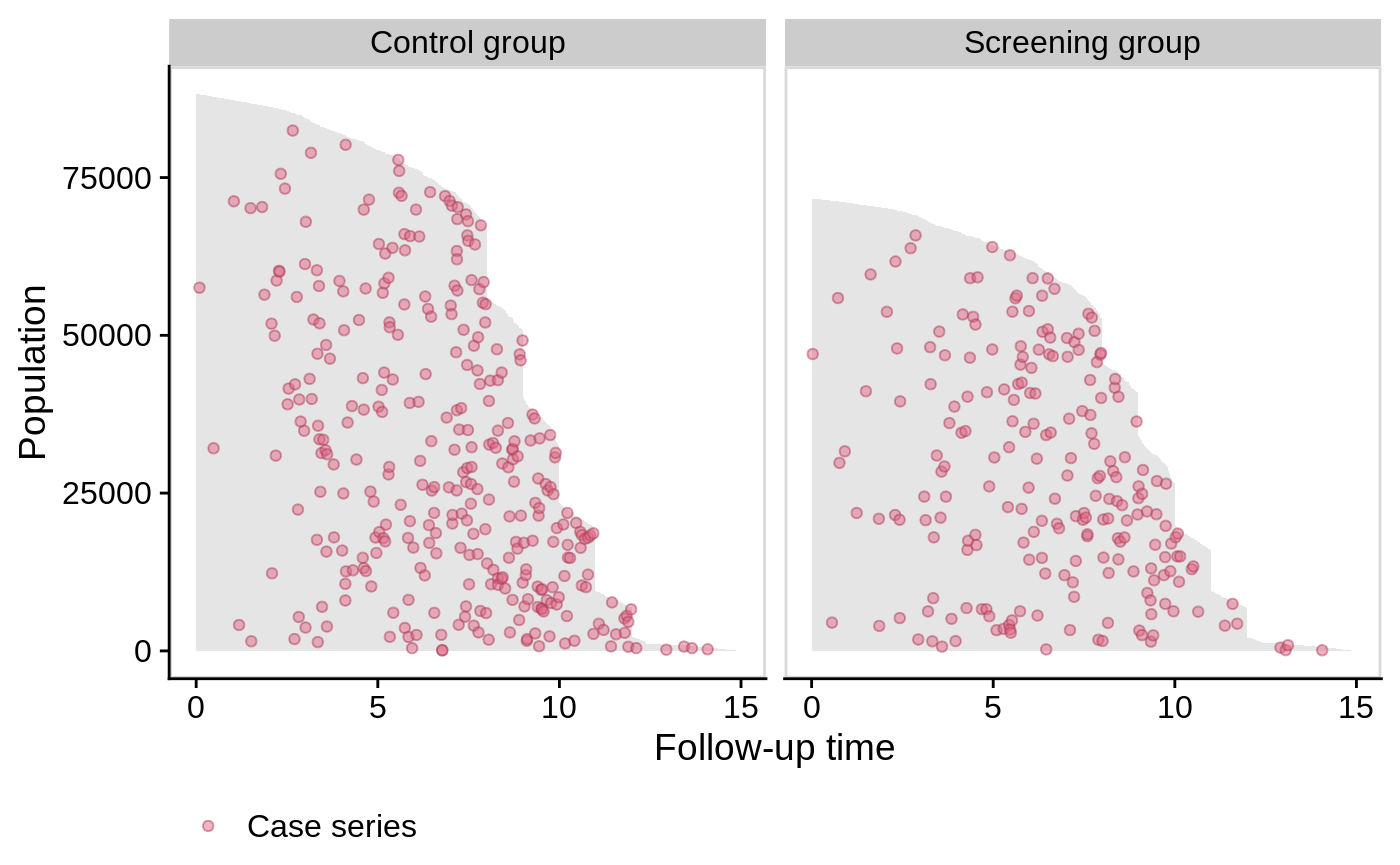 Control group
Screening group
Population
75000
50000
25000
0
0 5 10 15
0 5 10 15
Follow-up time
Case series